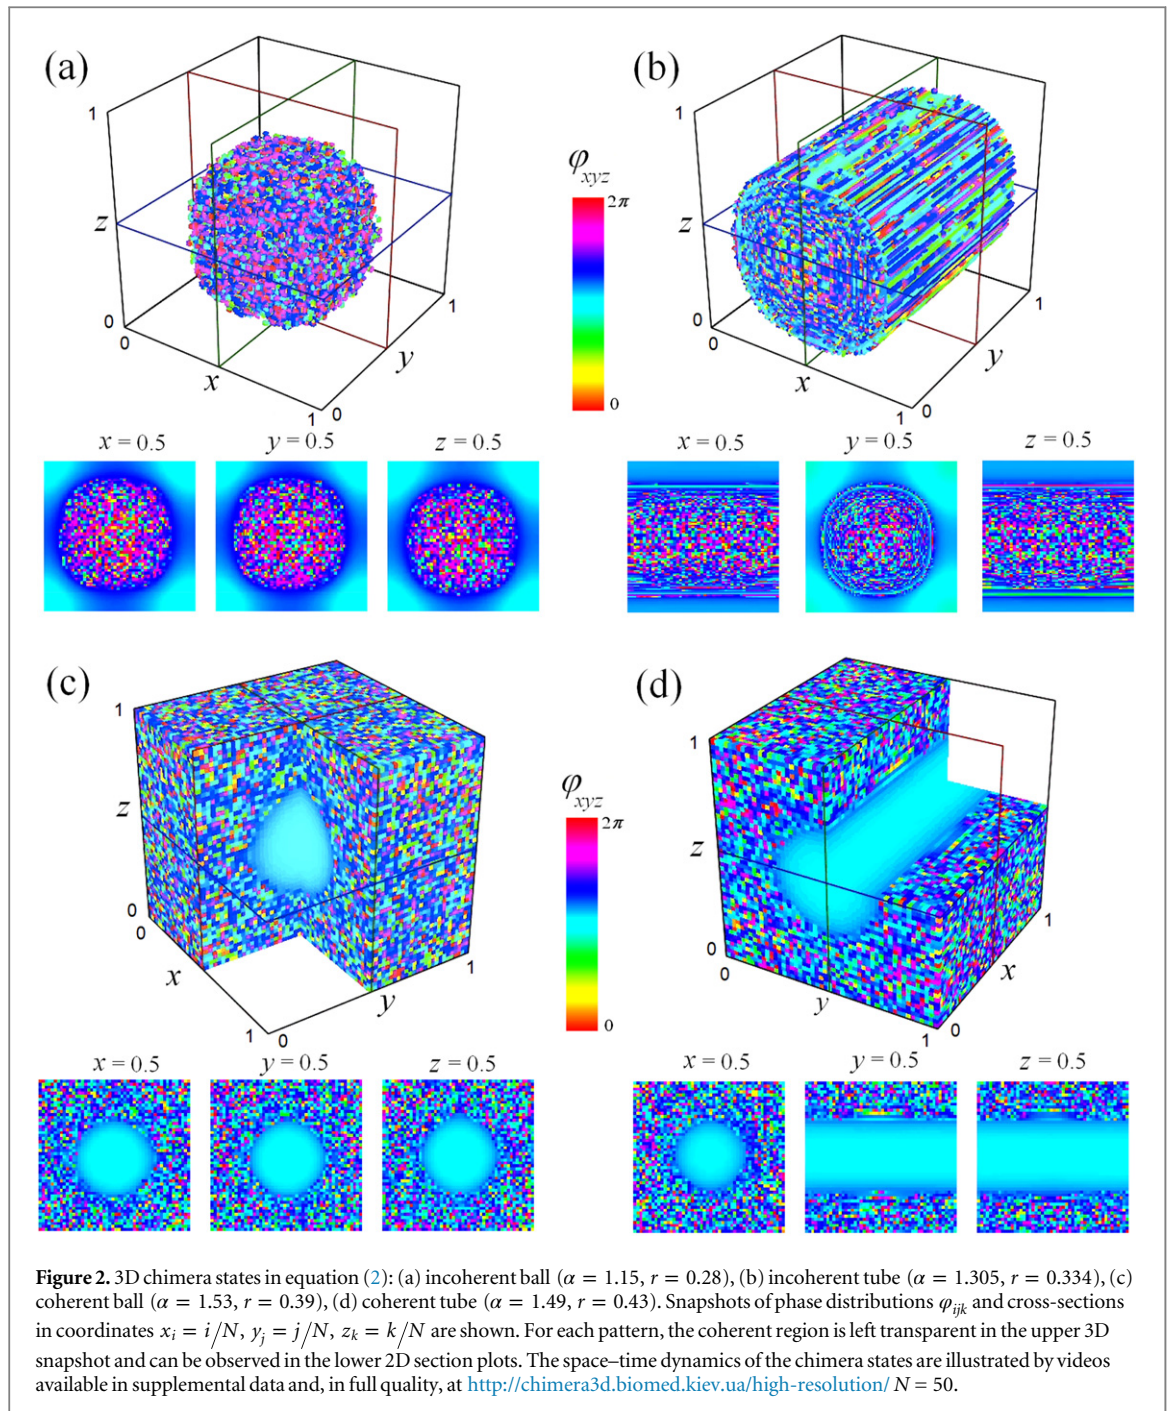 (a)
(b)
1
z
0
0
x
1
0
y
1
φxyz
2π
0
1
z
0
0
x
1
0
y
1
x = 0.5
y = 0.5
z = 0.5
x = 0.5
y = 0.5
z = 0.5
(c)
(d)
1
z
0
0
x
1
0
y
1
φxyz
2π
0
1
z
0
0
y
1
0
x
1
x = 0.5
y = 0.5
z = 0.5
x = 0.5
y = 0.5
z = 0.5
Figure 2. 3D chimera states in equation (2): (a) incoherent ball (α = 1.15, r = 0.28), (b) incoherent tube (α = 1.305, r = 0.334), (c)
coherent ball (α = 1.53, r = 0.39), (d) coherent tube (α = 1.49, r = 0.43). Snapshots of phase distributions φijk and cross-sections
in coordinates xi = i/N, yj = j/N, zk = k/N are shown. For each pattern, the coherent region is left transparent in the upper 3D
snapshot and can be observed in the lower 2D section plots. The space–time dynamics of the chimera states are illustrated by videos
available in supplemental data and, in full quality, at http://chimera3d.biomed.kiev.ua/high-resolution/ N = 50.